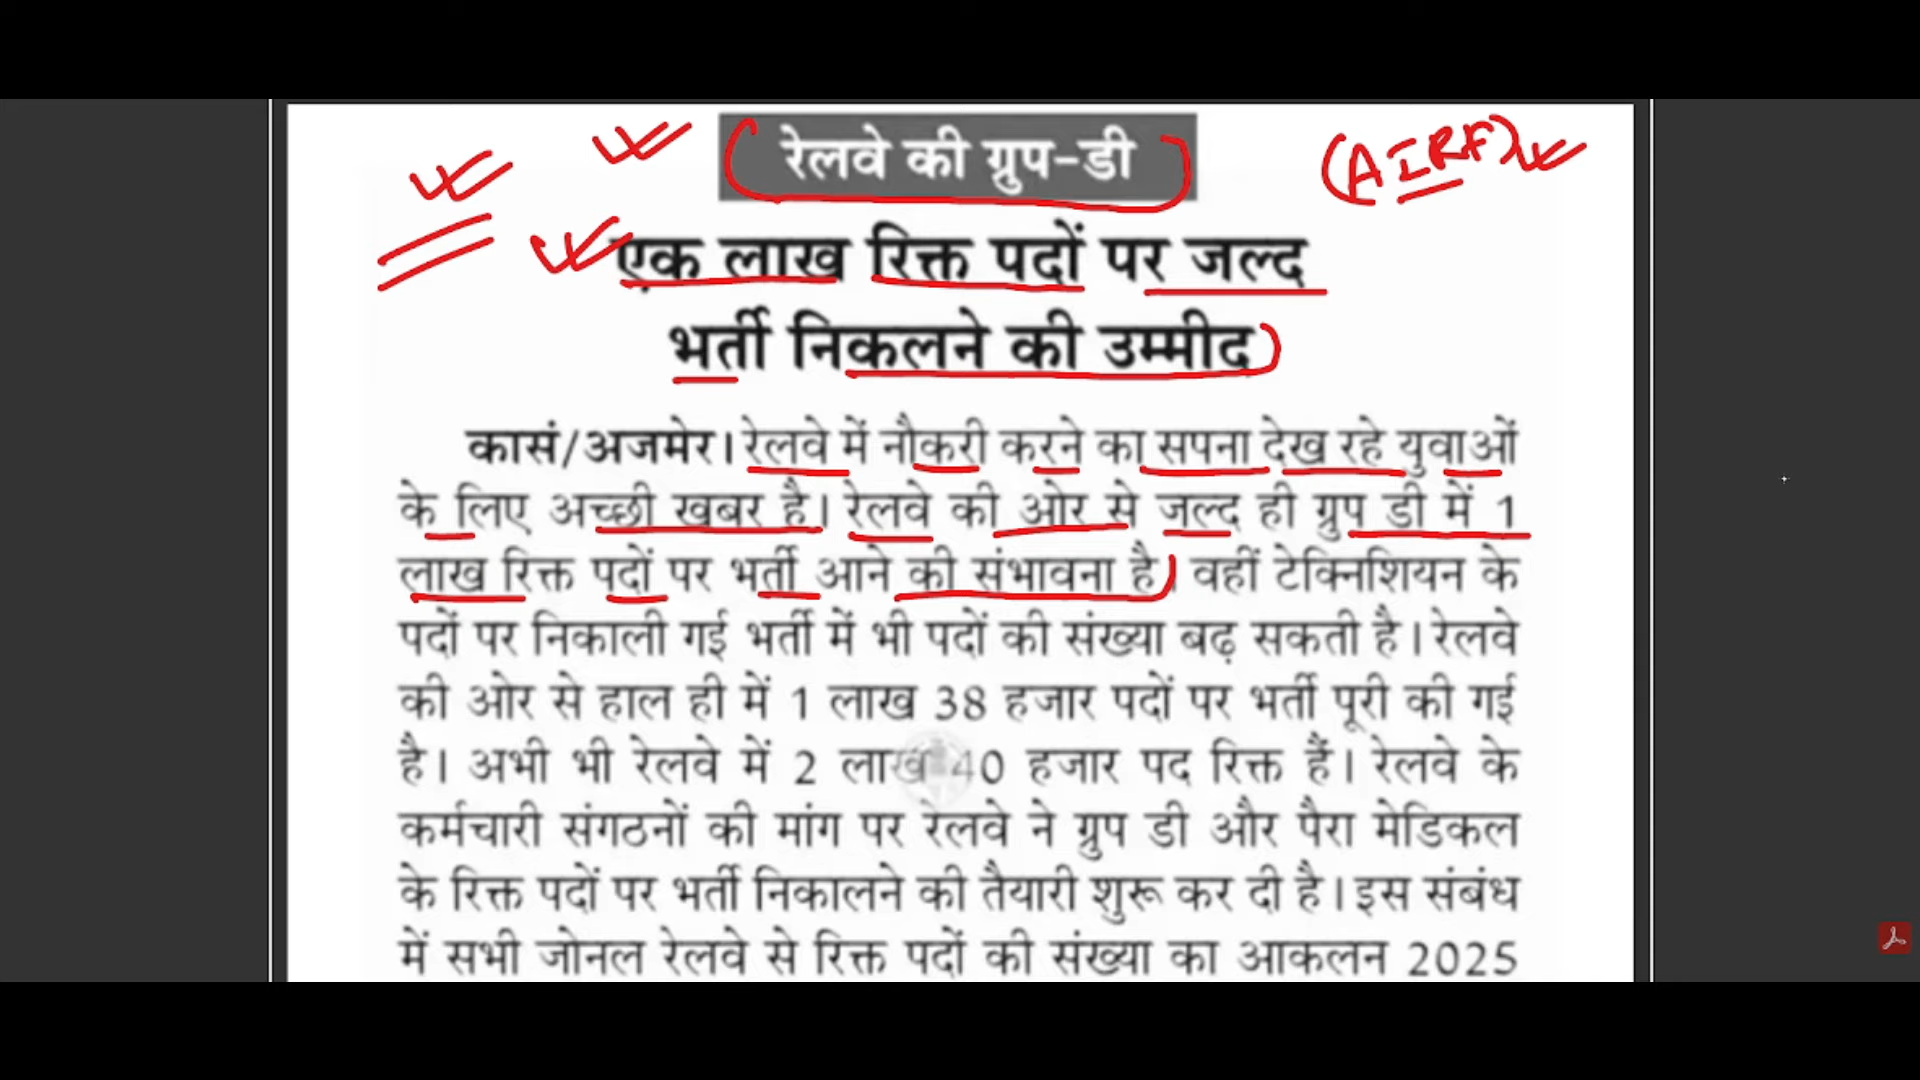 रेलवे की ग्रुप-डी
(AIRF)
एक लाख रिक्त पदों पर जल्द
भर्ती निकलने की उम्मीद
कासं/अजमेर। रेलवे में नौकरी करने का सपना देख रहे युवाओं
के लिए अच्छी खबर है। रेलवे की ओर से जल्द ही ग्रुप डी में 1
लाख रिक्त पदों पर भर्ती आने की संभावना है। वहीं टेक्निशियन के
पदों पर निकाली गई भर्ती में भी पदों की संख्या बढ़ सकती है। रेलवे
की ओर से हाल ही में 1 लाख 38 हजार पदों पर भर्ती पूरी की गई
है। अभी भी रेलवे में 2 लाख 40 हजार पद रिक्त हैं। रेलवे के
कर्मचारी संगठनों की मांग पर रेलवे ने ग्रुप डी और पैरा मेडिकल
के रिक्त पदों पर भर्ती निकालने की तैयारी शुरू कर दी है। इस संबंध
में सभी जोनल रेलवे से रिक्त पदों की संख्या का आकलन 2025